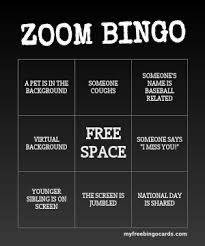 ZOOM BINGO
A PET IS IN THE
BACKGROUND
SOMEONE
COUGHS
SOMEONE'S
NAME IS
BASEBALL
RELATED
VIRTUAL
BACKGROUND
FREE
SPACE
SOMEONE SAYS
"I MISS YOU!"
YOUNGER
SIBLING IS ON
SCREEN
THE SCREEN IS
JUMBLED
NATIONAL DAY
IS SHARED
myfreebingocards.com